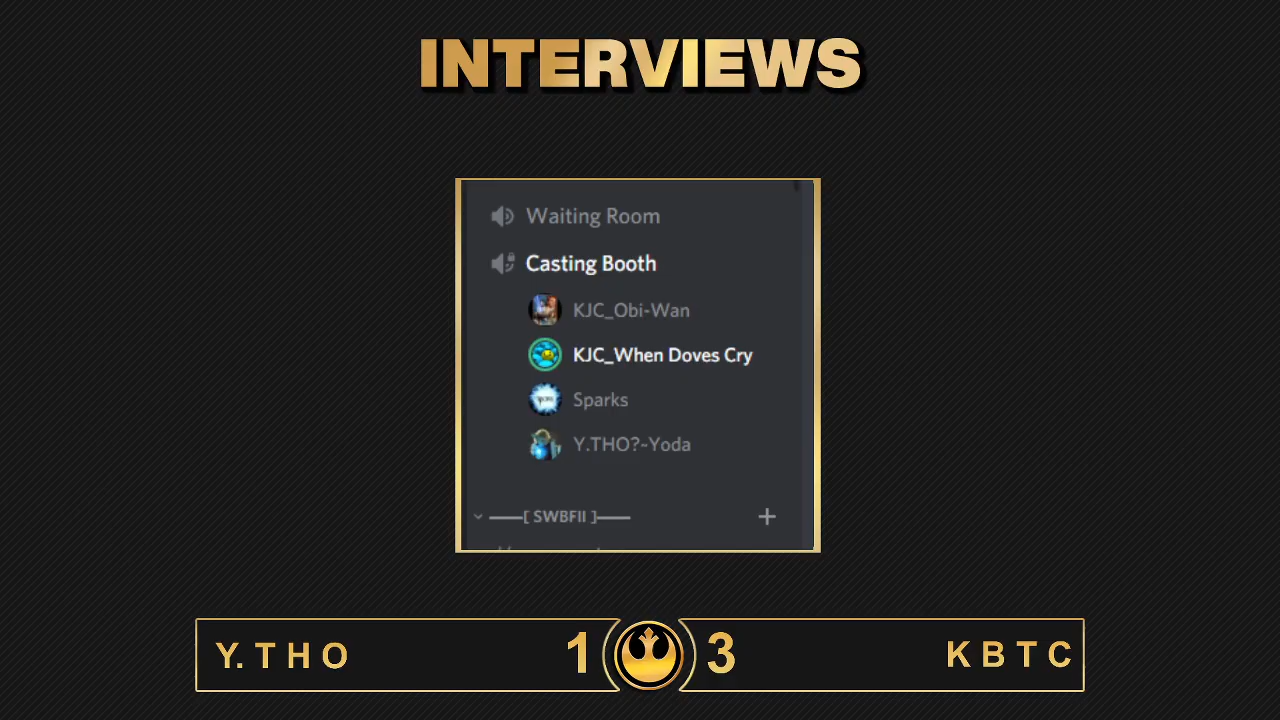 INTERVIEWS
Waiting Room
Casting Booth
KJC_Obi-Wan
KJC_When Doves Cry
Sparks
Y.THO?~Yoda
[ SWBFII ]
Y. T H O 1 3 K B T C